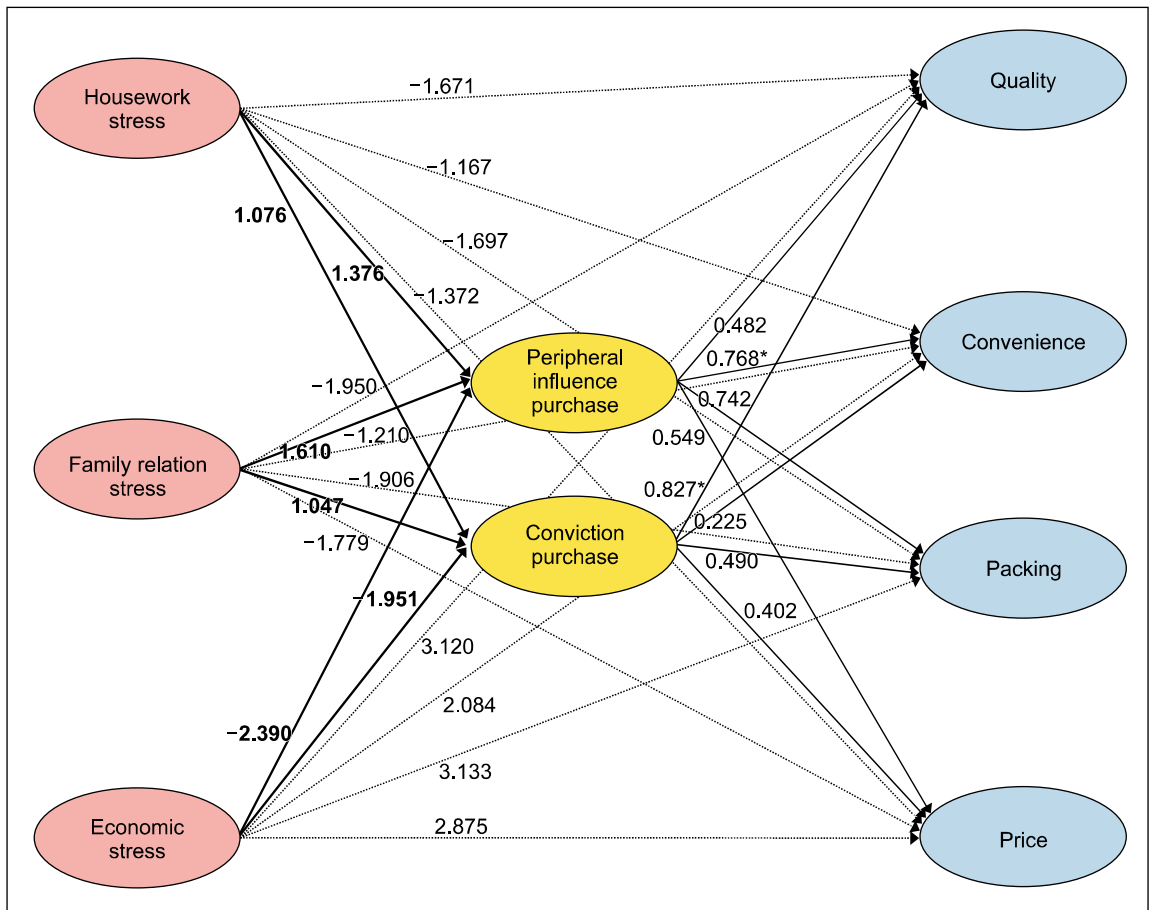 Housework
stress
Family relation
stress
Economic
stress
Peripheral
influence
purchase
Conviction
purchase
Quality
Convenience
Packing
Price
−1.671
−1.167
1.076
−1.697
1.376
−1.372
0.482
0.768*
−1.950
0.742
−1.210
0.549
1.610
−1.906
0.827*
1.047
0.225
−1.779
0.490
−1.951
0.402
3.120
2.084
−2.390
3.133
2.875